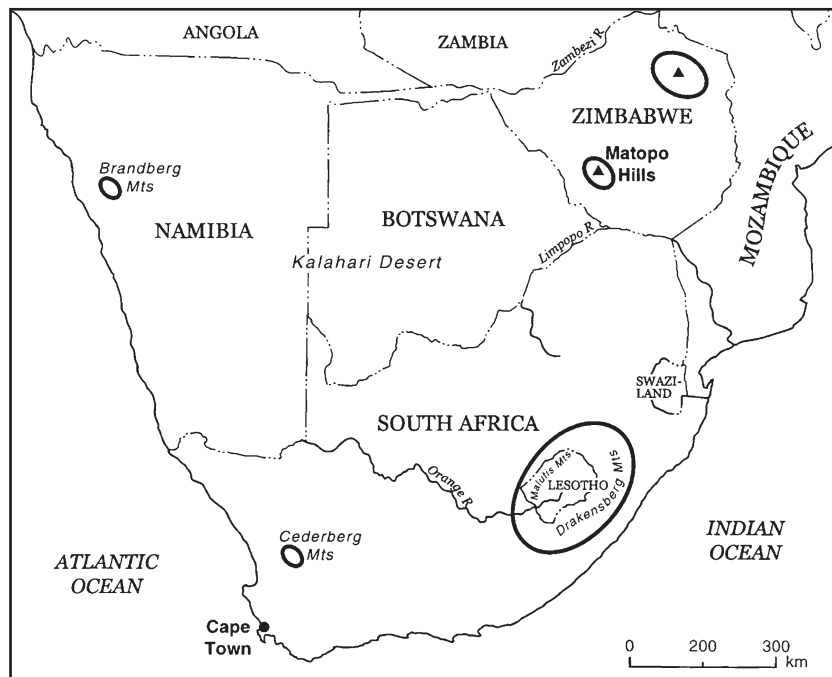 ANGOLA
ZAMBIA
Zambezi R
ZIMBABWE
Matopo
Hills
MOZAMBIQUE
Brandberg
Mts
NAMIBIA
BOTSWANA
Kalahari Desert
Limpopo R
SWAZI-
LAND
SOUTH AFRICA
Orange R
Malutis Mts
LESOTHO
Drakensberg Mts
Cederberg
Mts
ATLANTIC
OCEAN
INDIAN
OCEAN
Cape
Town
0 200 300
km